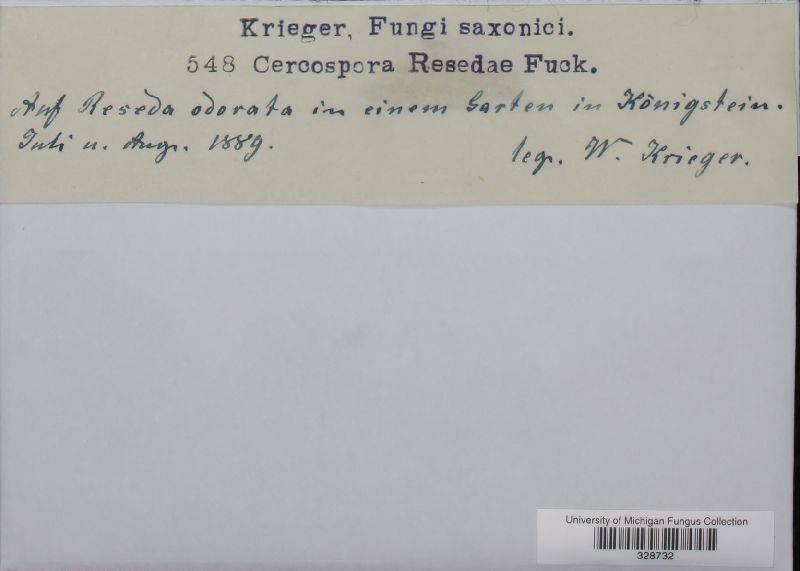 Krieger, Fungi saxonici.
548 Cercospora Resedae Fuck.
Auf Reseda odorata in einem Garten in Königstein.
Juli u. Aug. 1889.
leg. W. Krieger.
University of Michigan Fungus Collection
328732